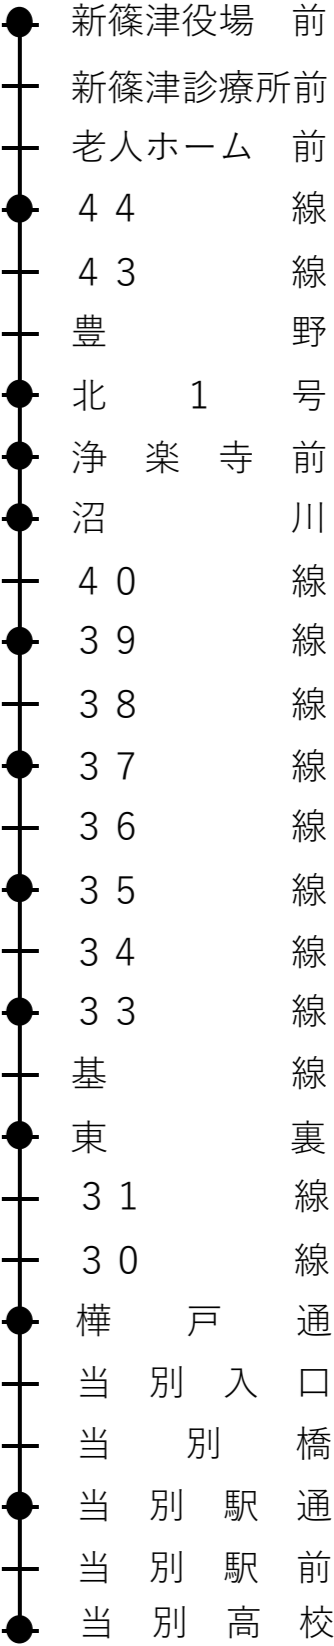 新篠津役場 前
新篠津診療所前
老人ホーム 前
４４ 線
４３ 線
豊 野
北 1 号
浄 楽 寺 前
沼 川
４０ 線
３９ 線
３８ 線
３７ 線
３６ 線
３５ 線
３４ 線
３３ 線
基 線
東 裏
３１ 線
３０ 線
樺 戸 通
当 別 入 口
当 別 橋
当 別 駅 通
当 別 駅 前
当 別 高 校